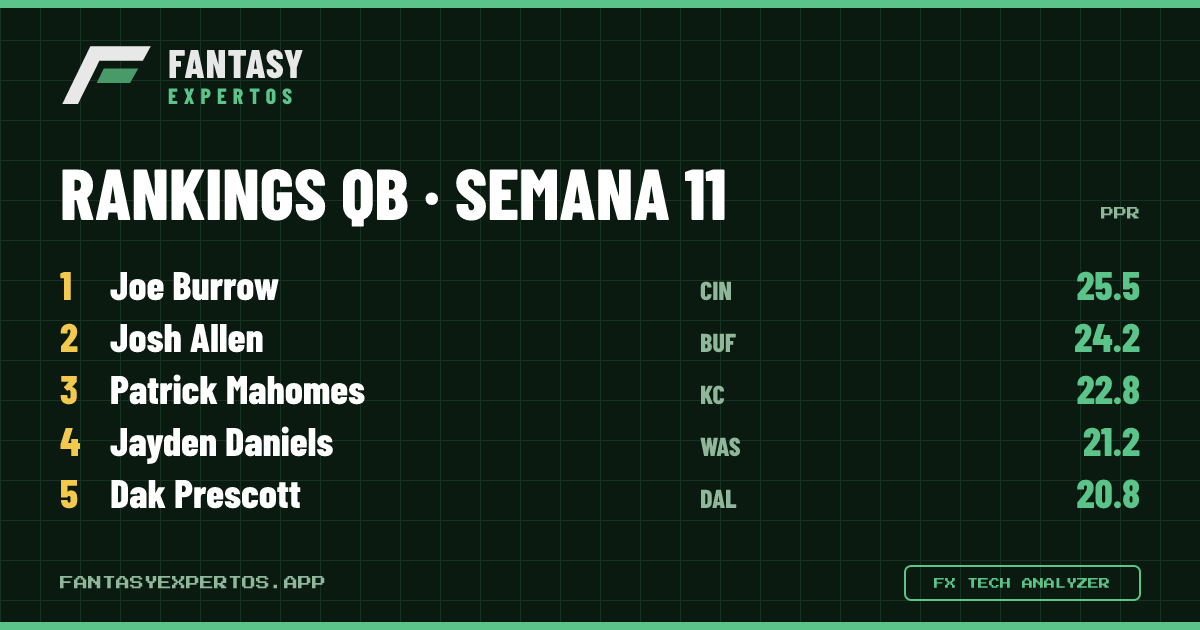 FANTASY
EXPERTOS
RANKINGS QB · SEMANA 11
PPR
1 Joe Burrow CIN 25.5
2 Josh Allen BUF 24.2
3 Patrick Mahomes KC 22.8
4 Jayden Daniels WAS 21.2
5 Dak Prescott DAL 20.8
FANTASYEXPERTOS.APP
FX TECH ANALYZER